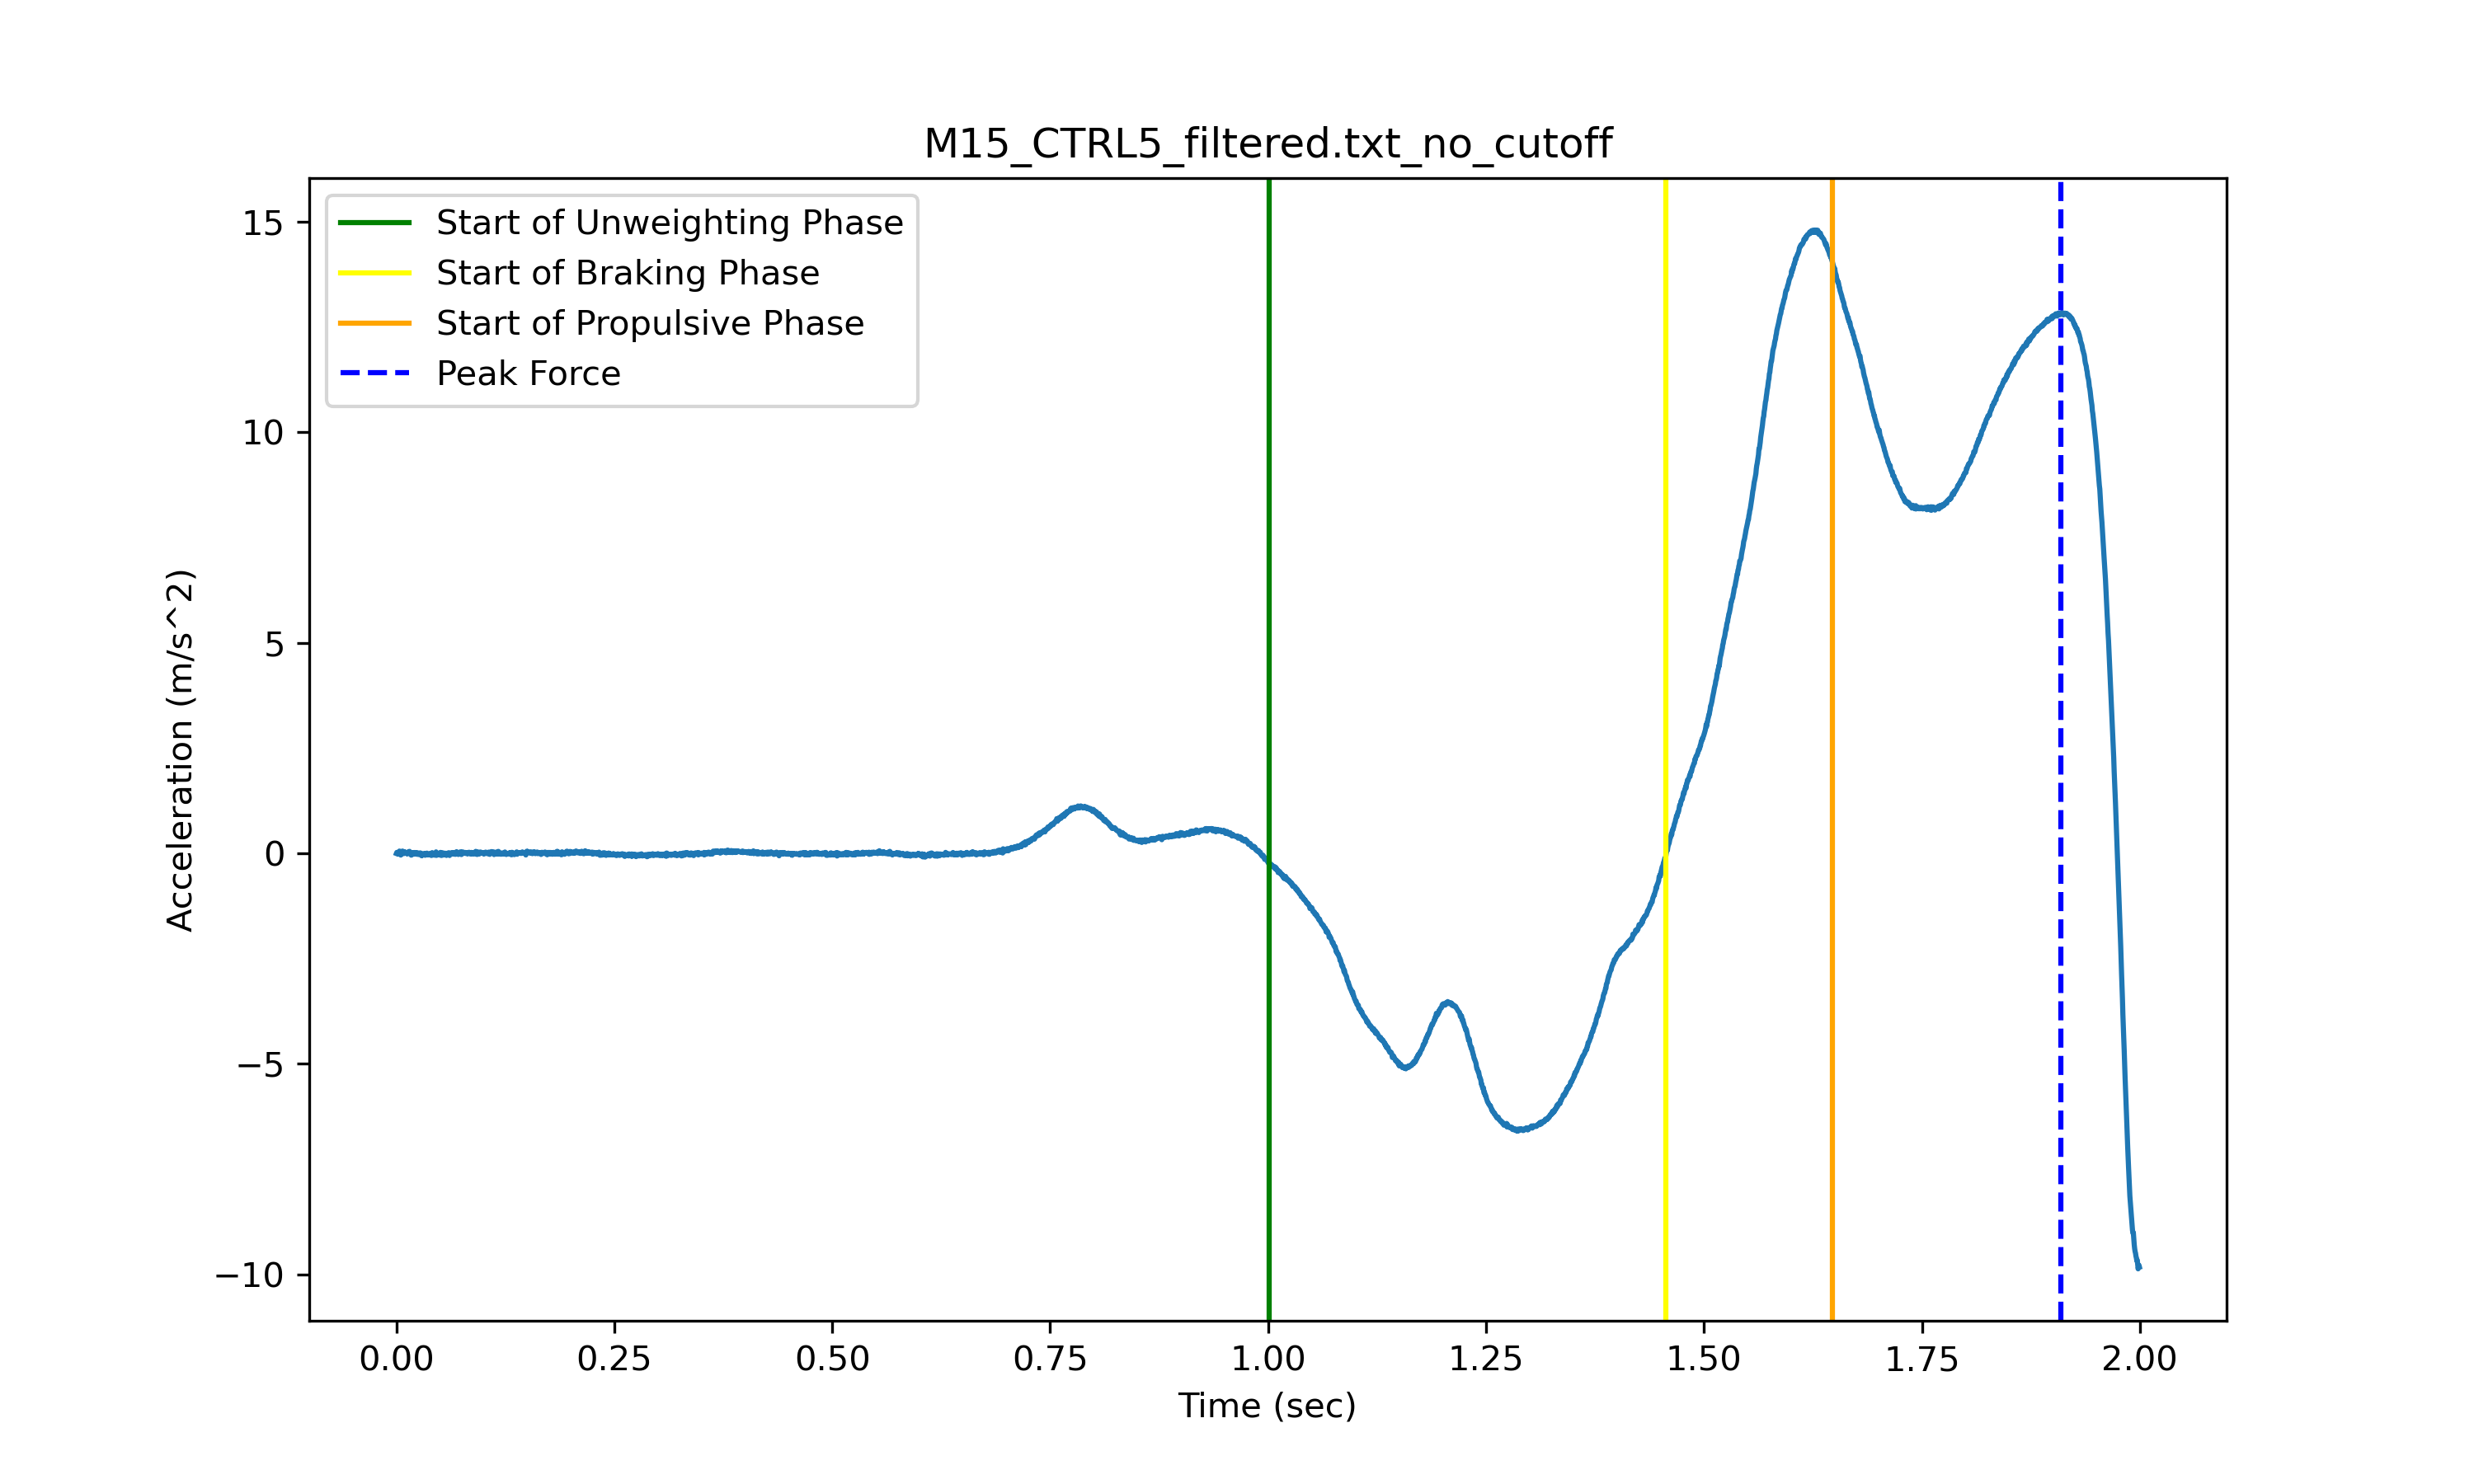 M15_CTRL5_filtered.txt_no_cutoff
Start of Unweighting Phase
Start of Braking Phase
Start of Propulsive Phase
Peak Force
Acceleration (m/s^2)
15
10
5
0
−5
−10
0.00 0.25 0.50 0.75 1.00 1.25 1.50 1.75 2.00
Time (sec)